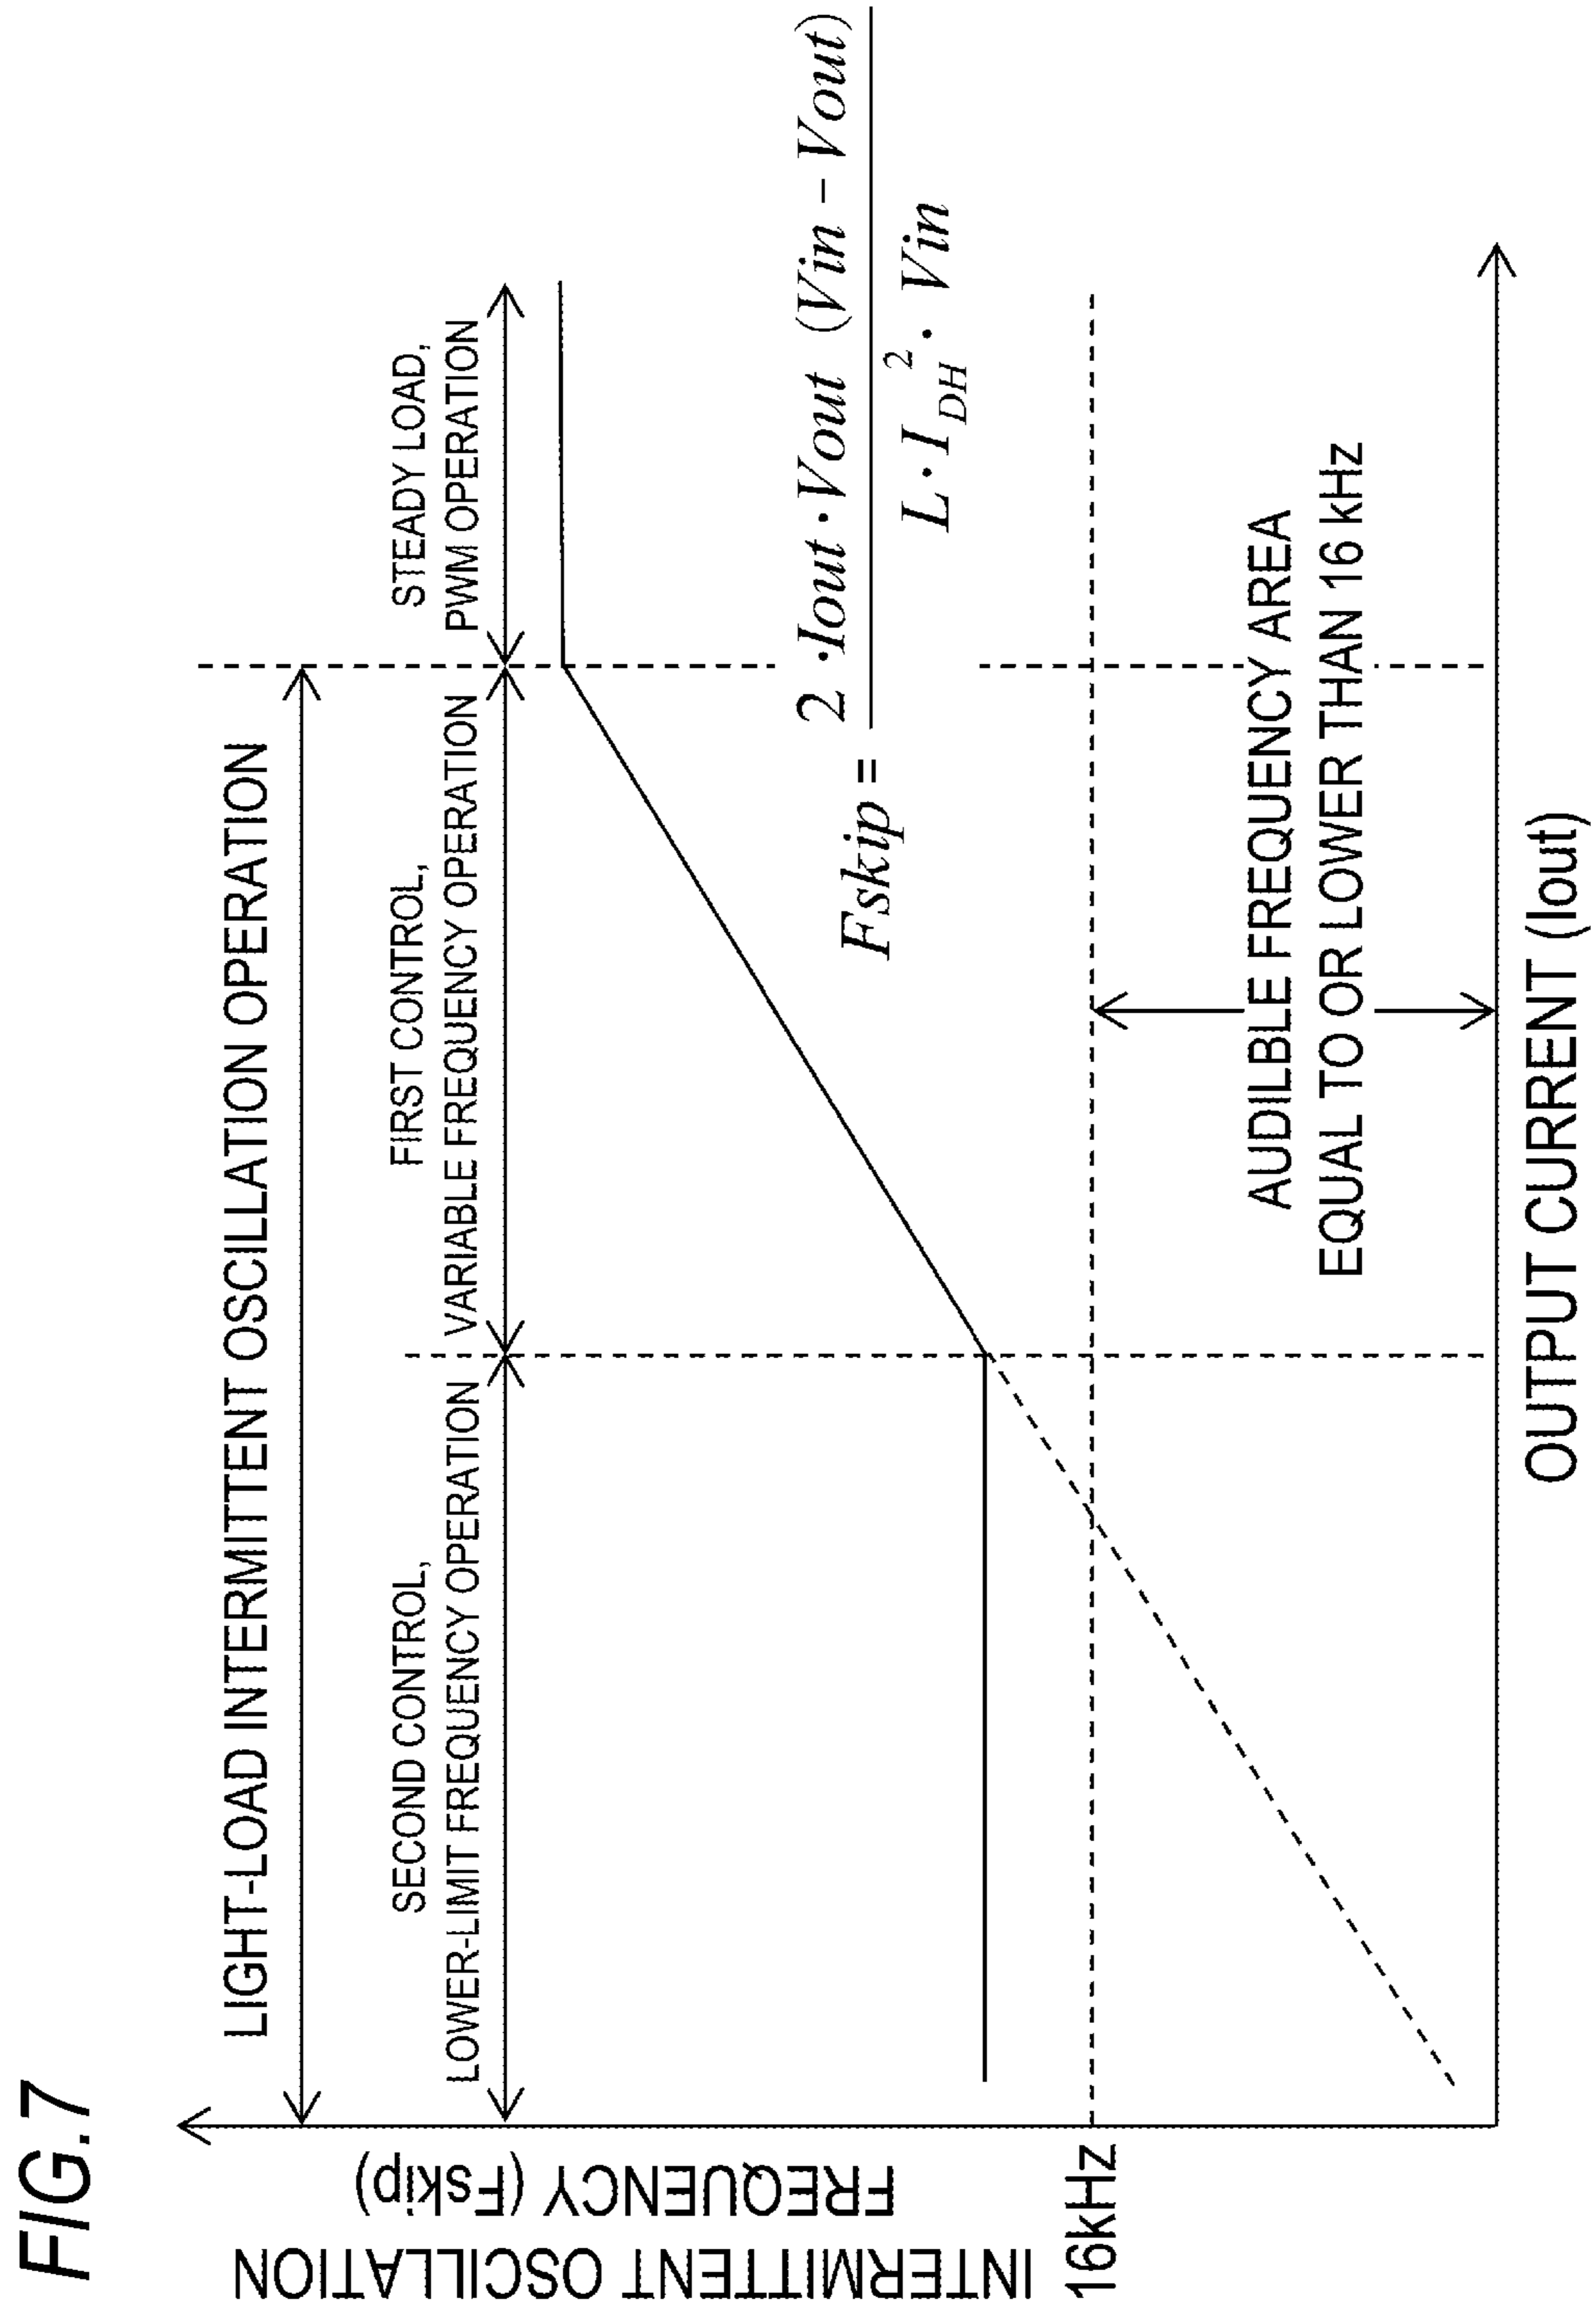 FIG.7
LIGHT-LOAD INTERMITTENT OSCILLATION OPERATION
SECOND CONTROL,
LOWER-LIMIT FREQUENCY OPERATION
FIRST CONTROL,
VARIABLE FREQUENCY OPERATION
STEADY LOAD,
PWM OPERATION
INTERMITTENT OSCILLATION
FREQUENCY (Fskip)
Fskip = 2·Iout·Vout (Vin − Vout) / L·I_DH²·Vin
16kHz
AUDILBLE FREQUENCY AREA
EQUAL TO OR LOWER THAN 16 kHz
OUTPUT CURRENT (Iout)